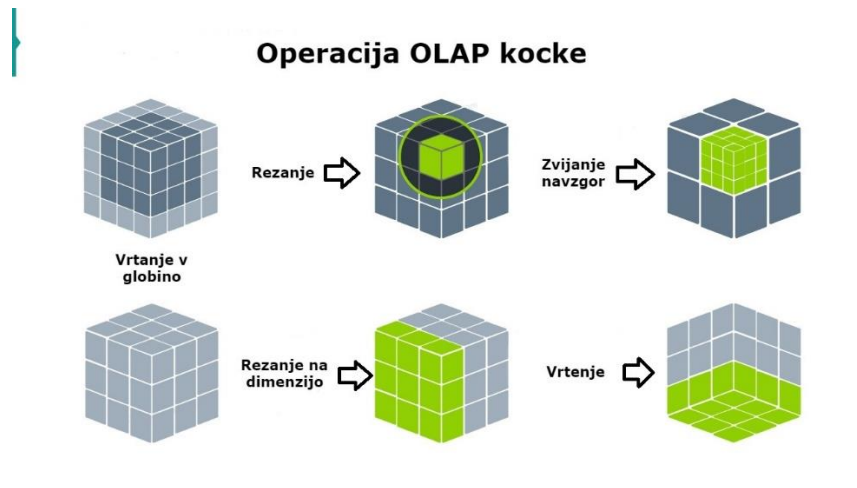 Operacija OLAP kocke
Rezanje
Zvijanje
navzgor
Vrtanje v
globino
Rezanje na
dimenzijo
Vrtenje